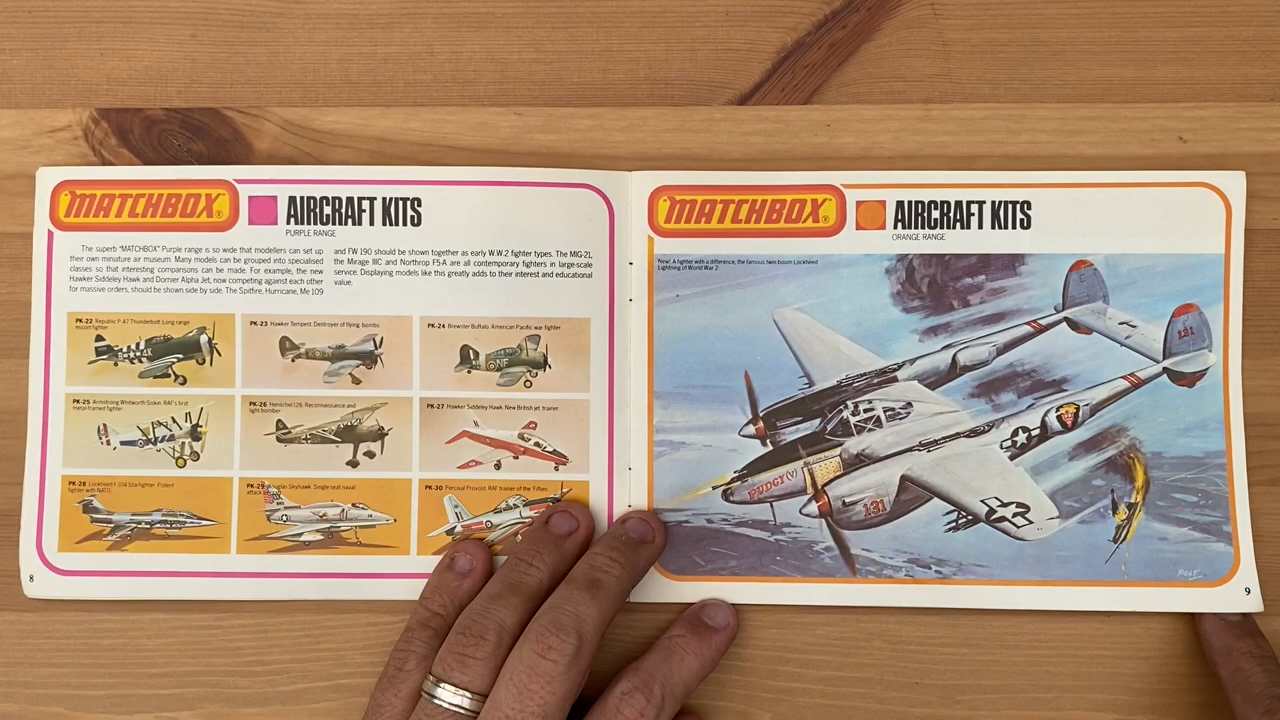 "MATCHBOX"®
AIRCRAFT KITS
PURPLE RANGE
The superb "MATCHBOX" Purple range is so wide that modellers can set up
their own miniature air museum. Many models can be grouped into specialised
classes so that interesting comparisons can be made. For example, the new
Hawker Siddeley Hawk and Dornier Alpha Jet, now competing against each other
for massive orders, should be shown side by side. The Spitfire, Hurricane, Me 109
and FW 190 should be shown together as early W.W.2 fighter types. The MIG-21,
the Mirage IIIC and Northrop F5A are all contemporary fighters in large-scale
service. Displaying models like this greatly adds to their interest and educational
value.
PK-22 Republic P 47 Thunderbolt. Long range
escort fighter
PK-23 Hawker Tempest. Destroyer of flying bombs
PK-24 Brewster Buffalo. American Pacific war fighter
PK-25 Armstrong Whitworth Siskin. RAF's first
metal framed fighter
PK-26 Henschel 126. Reconnaissance and
light bomber
PK-27 Hawker Siddeley Hawk. New British jet trainer
PK-28 Lockheed F 104 Starfighter. Potent
fighter with NATO
PK-29 Douglas Skyhawk. Single seat naval
attack
PK-30 Percival Provost. RAF trainer of the 'Fifties
8
"MATCHBOX"®
AIRCRAFT KITS
ORANGE RANGE
New! A fighter with a difference, the famous twin boom Lockheed
Lightning of World War 2
131
PUDGY (V)
131
9